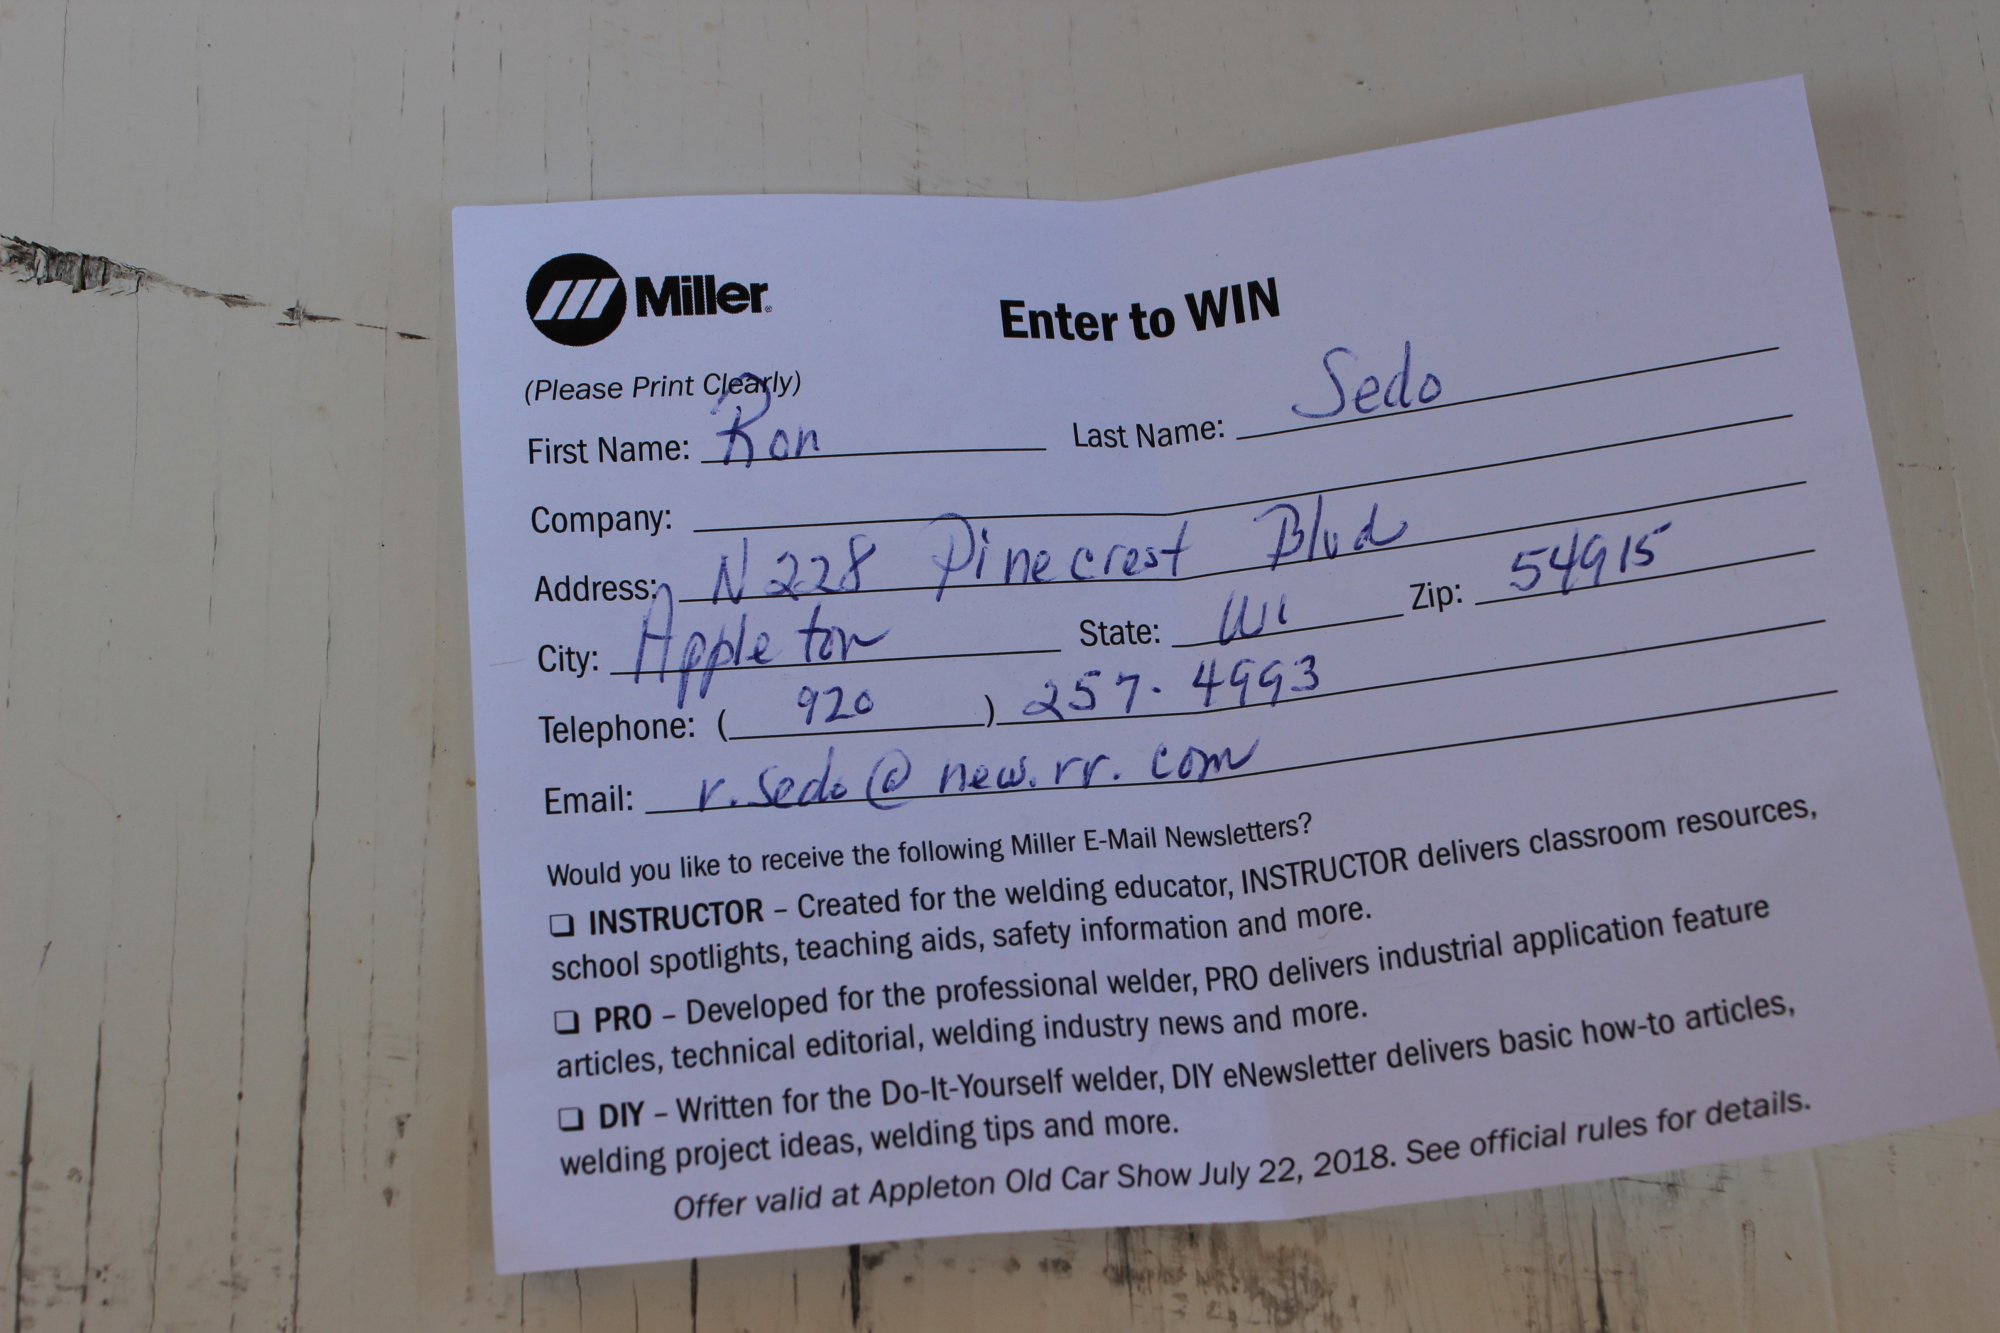 Miller®
Enter to WIN
(Please Print Clearly)
First Name: Ron Last Name: Sedo
Company:
Address: N228 Pinecrest Blvd
City: Appleton State: WI Zip: 54915
Telephone: ( 920 ) 257-4993
Email: r.sedo@new.rr.com
Would you like to receive the following Miller E-Mail Newsletters?
❑ INSTRUCTOR – Created for the welding educator, INSTRUCTOR delivers classroom resources,
school spotlights, teaching aids, safety information and more.
❑ PRO – Developed for the professional welder, PRO delivers industrial application feature
articles, technical editorial, welding industry news and more.
❑ DIY – Written for the Do-It-Yourself welder, DIY eNewsletter delivers basic how-to articles,
welding project ideas, welding tips and more.
Offer valid at Appleton Old Car Show July 22, 2018. See official rules for details.